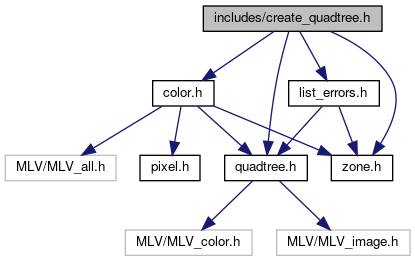 includes/create_quadtree.h
color.h
list_errors.h
MLV/MLV_all.h
pixel.h
quadtree.h
zone.h
MLV/MLV_color.h
MLV/MLV_image.h